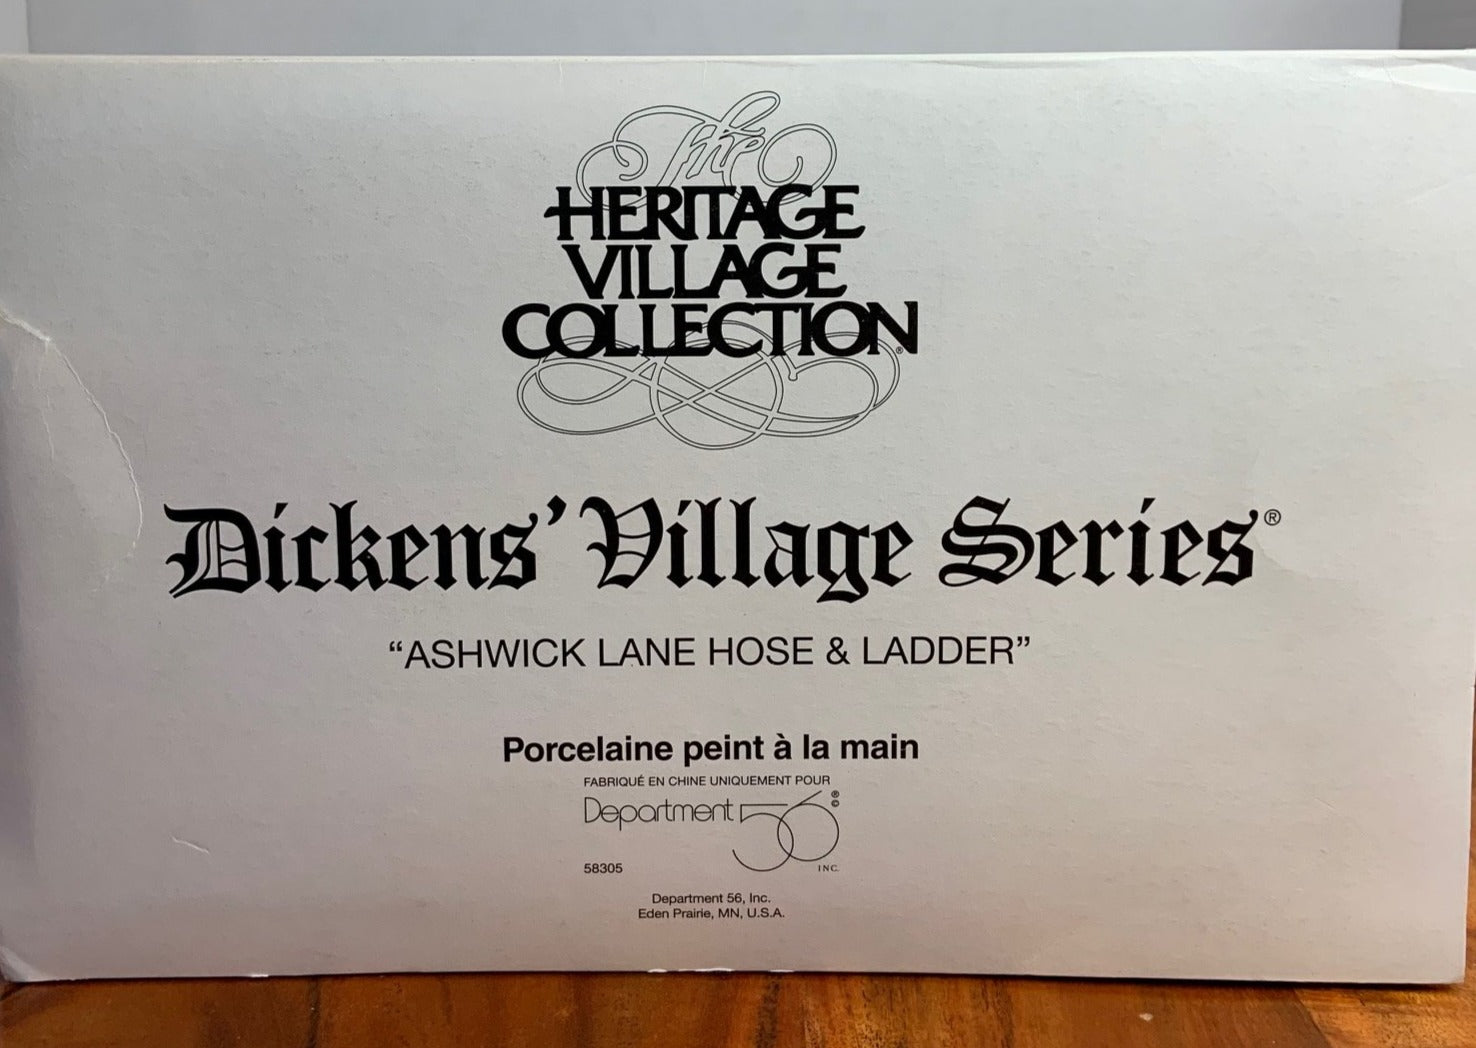 The
HERITAGE
VILLAGE
COLLECTION®
Dickens' Village Series®
“ASHWICK LANE HOSE & LADDER”
Porcelaine peint à la main
FABRIQUÉ EN CHINE UNIQUEMENT POUR
Department 56®©
58305 INC.
Department 56, Inc.
Eden Prairie, MN, U.S.A.